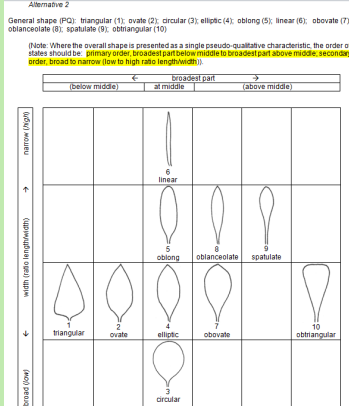 Alternative 2
General shape (PQ): triangular (1); ovate (2); circular (3); elliptic (4); oblong (5); linear (6); obovate (7)
oblanceolate (8); spatulate (9); obtriangular (10)
(Note: Where the overall shape is presented as a single pseudo-qualitative characteristic, the order o
states should be: primary order, broadest part below middle to broadest part above middle; secondary
order, broad to narrow (low to high ratio length/width)).
← broadest part →
(below middle) at middle (above middle)
narrow (high)
6
linear
↑
5 8 9
oblong oblanceolate spatulate
width (ratio length/width)
1 2 4 7 10
triangular ovate elliptic obovate obtriangular
↓
broad (low)
3
circular